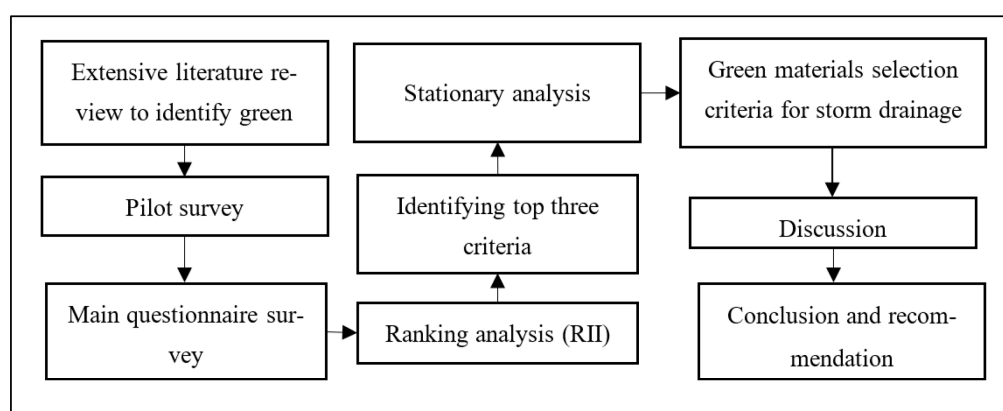 Extensive literature re-
view to identify green
Pilot survey
Main questionnaire sur-
vey
Ranking analysis (RII)
Identifying top three
criteria
Stationary analysis
Green materials selection
criteria for storm drainage
Discussion
Conclusion and recom-
mendation